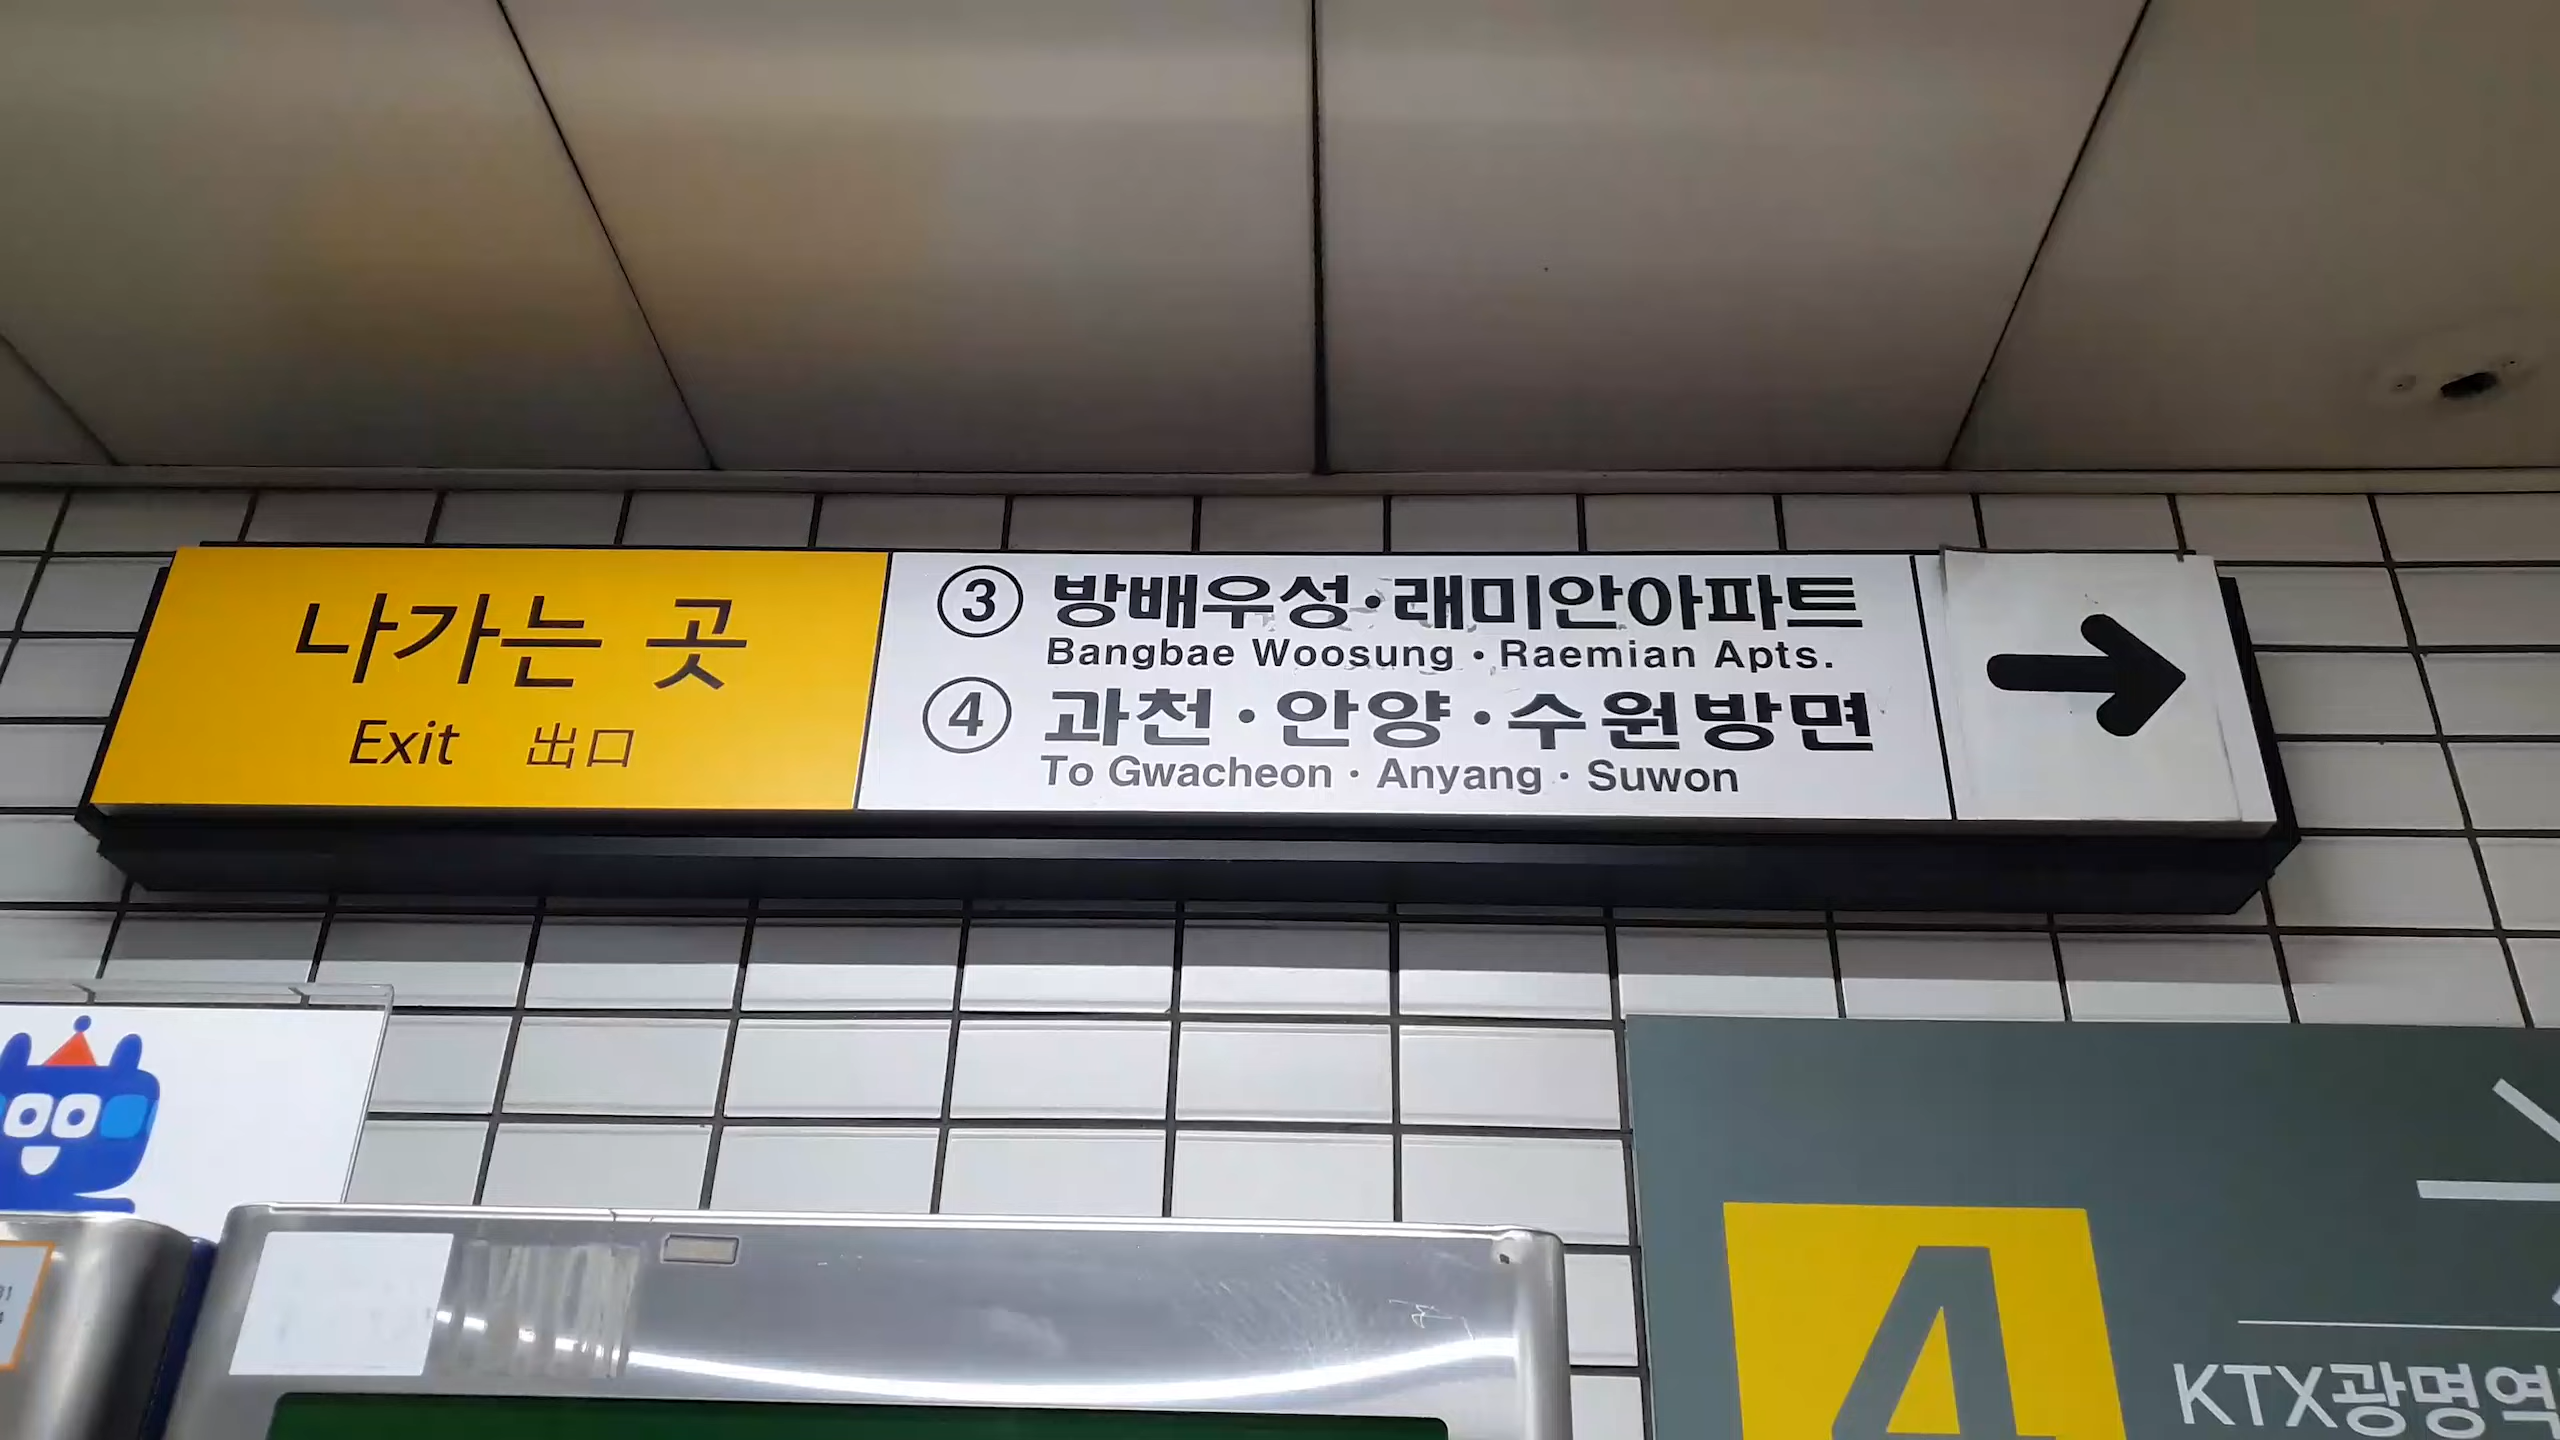 나가는 곳
Exit 出口
③ 방배우성·래미안아파트
Bangbae Woosung · Raemian Apts.
④ 과천·안양·수원방면
To Gwacheon · Anyang · Suwon
4
KTX광명역